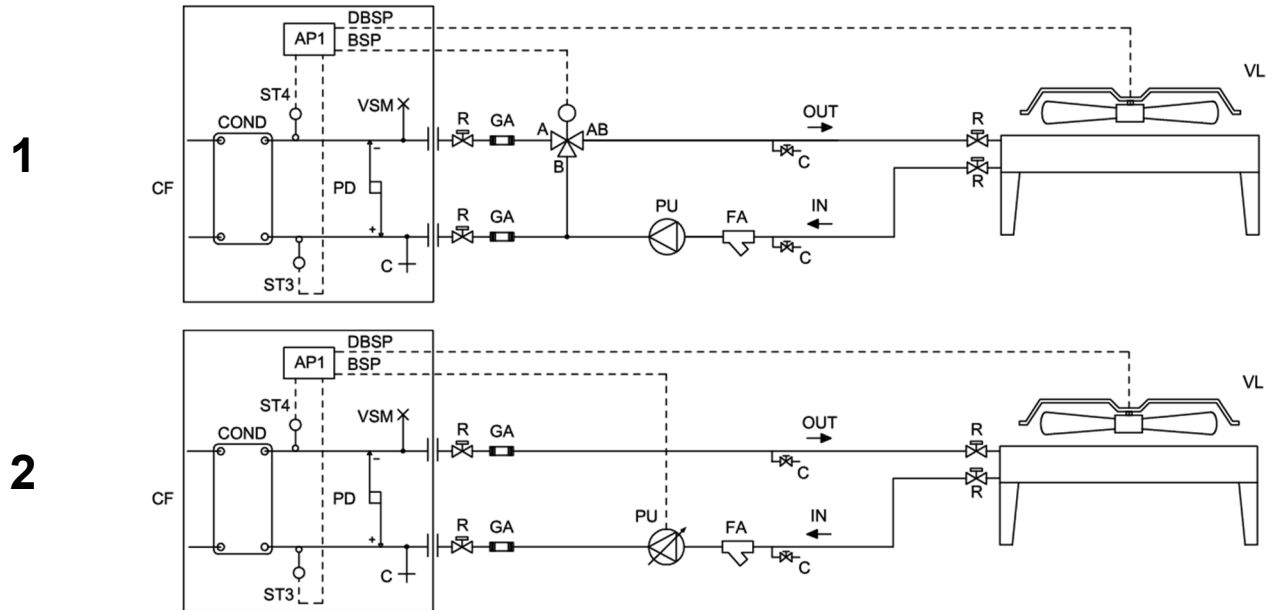 DBSP
AP1
BSP
VL
ST4
VSM
R
GA
OUT
R
COND
A
AB
1
B
C
CF
PD
R
R
GA
PU
FA
IN
C
C
ST3
DBSP
AP1
BSP
VL
ST4
VSM
R
GA
OUT
R
COND
2
C
CF
PD
R
R
GA
PU
FA
IN
C
C
ST3